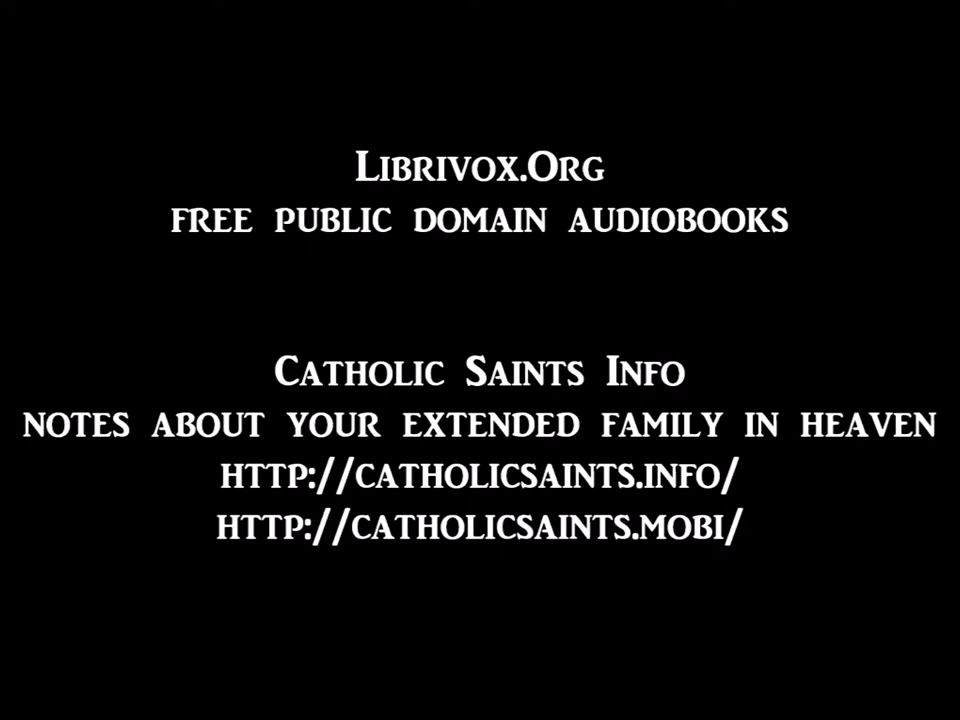 Librivox.Org
free public domain audiobooks
Catholic Saints Info
notes about your extended family in heaven
http://catholicsaints.info/
http://catholicsaints.mobi/